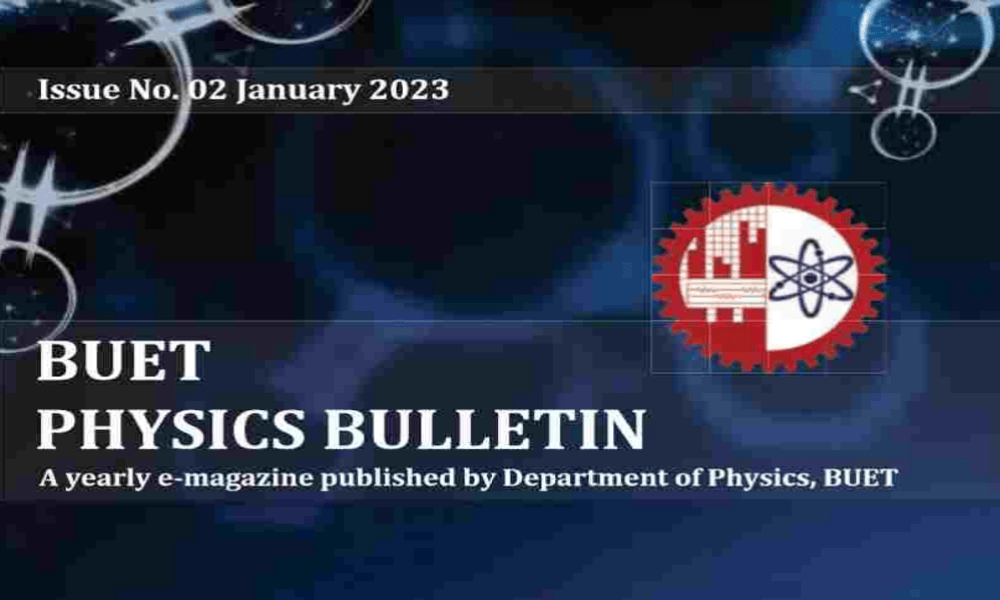 Issue No. 02 January 2023
BUET
PHYSICS BULLETIN
A yearly e-magazine published by Department of Physics, BUET